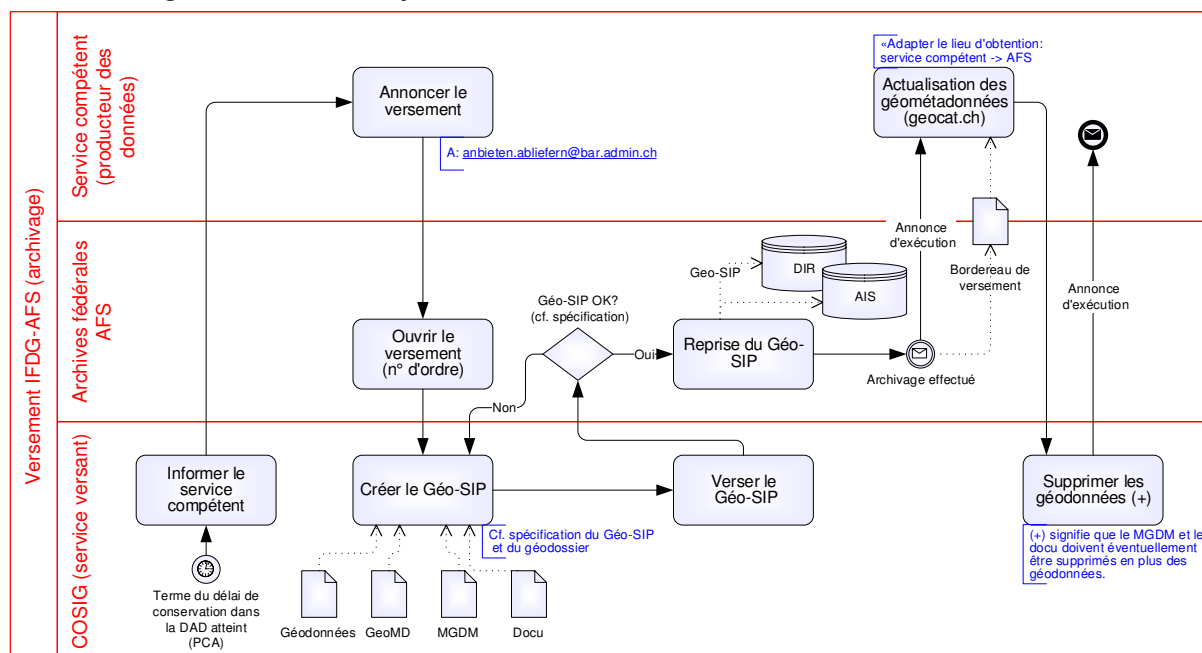 Versement IFDG-AFS (archivage)
Service compétent
(producteur des
données)
Archives fédérales
AFS
COSIG (service versant)
Annoncer le
versement
A: anbieten.abliefern@bar.admin.ch
«Adapter le lieu d'obtention:
service compétent -> AFS
Actualisation des
géométadonnées
(geocat.ch)
Annonce
d'exécution
Bordereau de
versement
Annonce
d'exécution
Geo-SIP
DIR
AIS
Géo-SIP OK?
(cf. spécification)
Ouvrir le
versement
(n° d'ordre)
Oui
Reprise du Géo-
SIP
Archivage effectué
Non
Informer le
service
compétent
Créer le Géo-SIP
Verser le
Géo-SIP
Supprimer les
géodonnées (+)
Cf. spécification du Géo-SIP
et du géodossier
(+) signifie que le MGDM et le
docu doivent éventuellement
être supprimés en plus des
géodonnées.
Terme du délai de
conservation dans
la DAD atteint
(PCA)
Géodonnées
GeoMD
MGDM
Docu